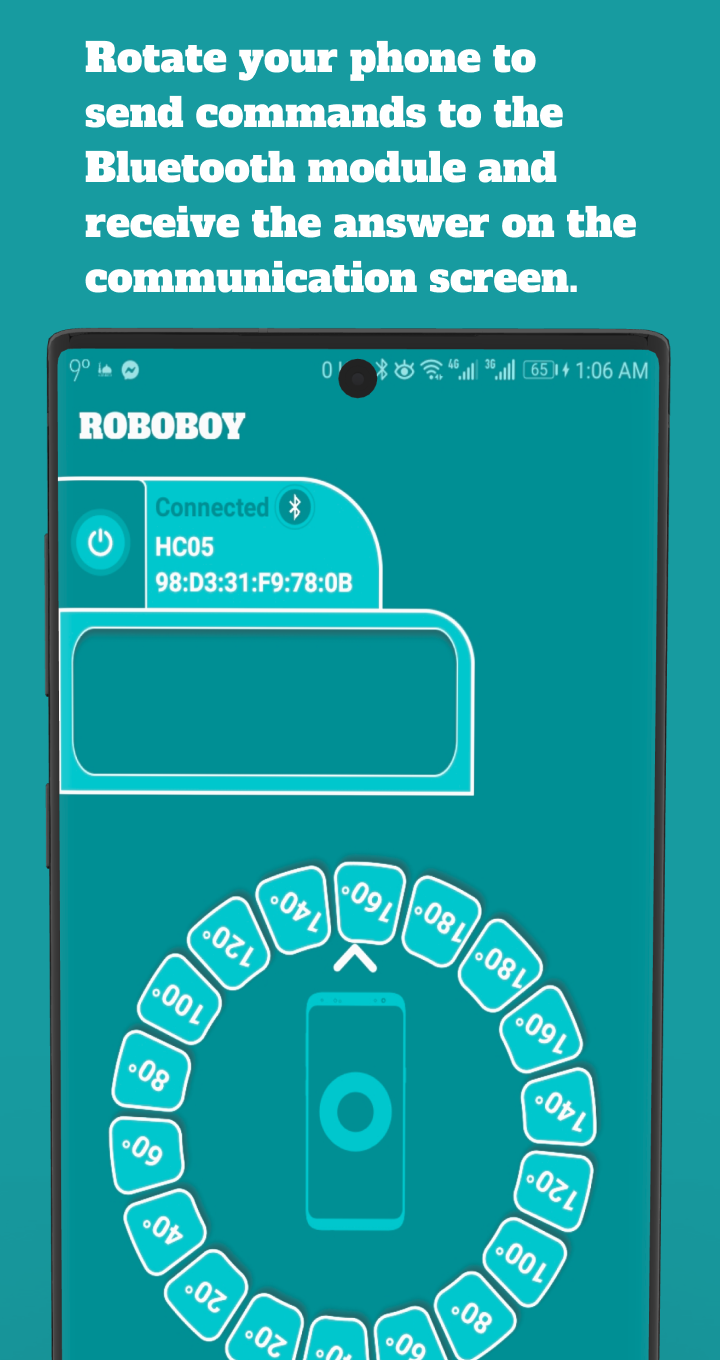 Rotate your phone to
send commands to the
Bluetooth module and
receive the answer on the
communication screen.
9° 0 4G 3G 65 1:06 AM
ROBOBOY
Connected
HC05
98:D3:31:F9:78:0B
160°
180°
180°
160°
140°
120°
100°
80°
60°
40°
20°
20°
40°
60°
80°
100°
120°
140°